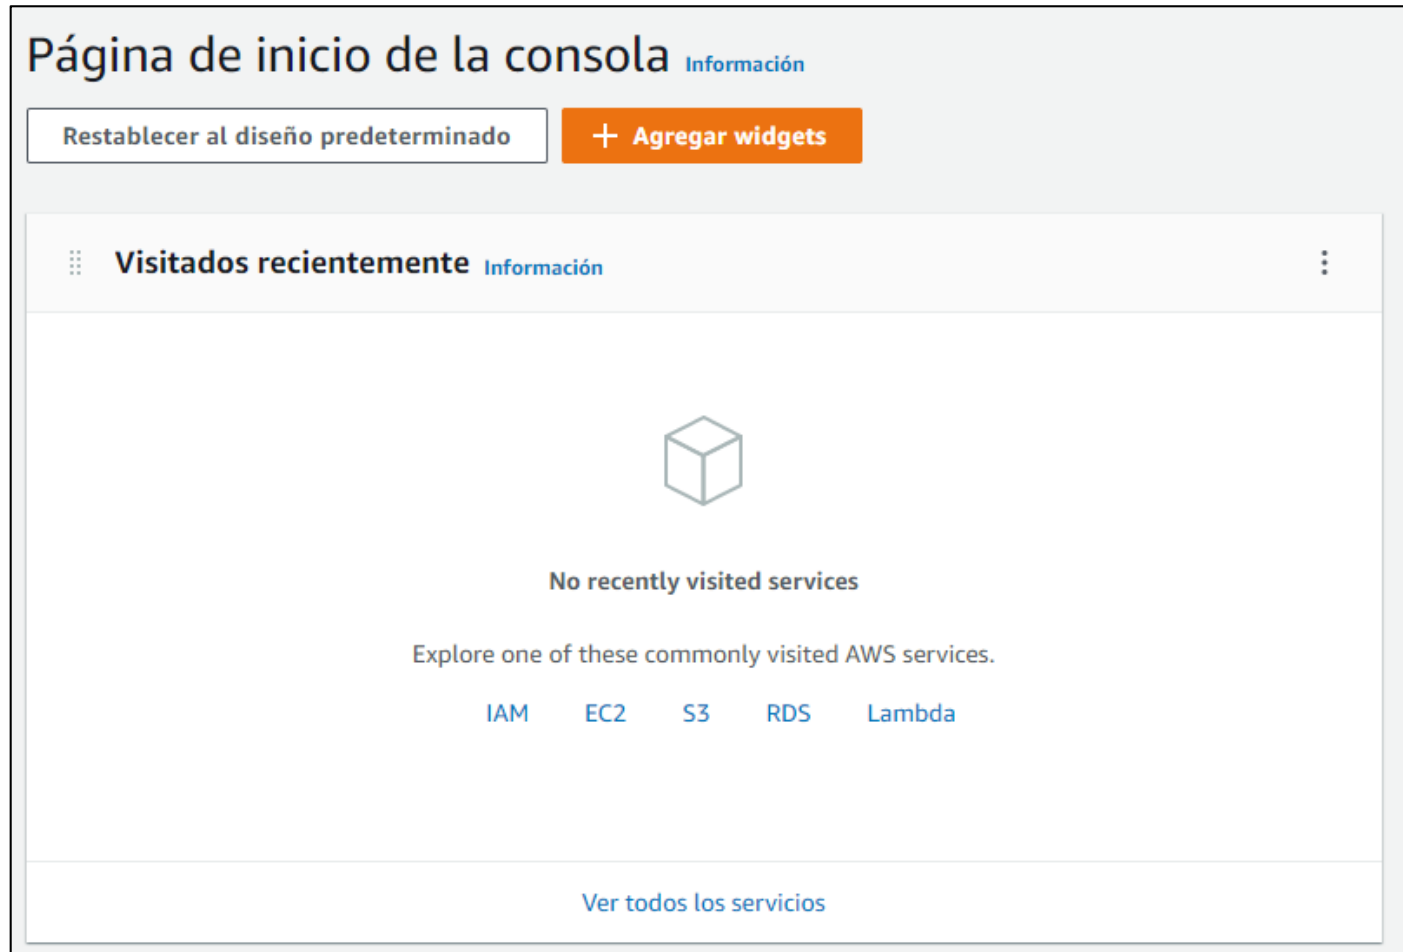 Página de inicio de la consola Información
Restablecer al diseño predeterminado + Agregar widgets
Visitados recientemente Información
No recently visited services
Explore one of these commonly visited AWS services.
IAM EC2 S3 RDS Lambda
Ver todos los servicios